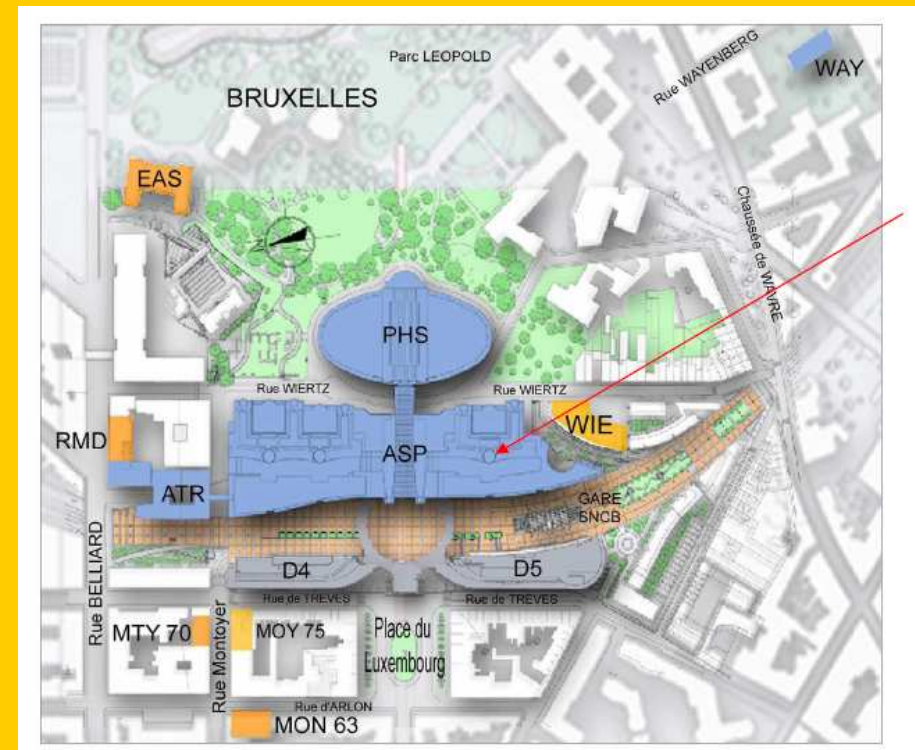 Parc LEOPOLD
Rue WAYENBERG
WAY
BRUXELLES
EAS
Chaussée de WAVRE
PHS
Rue WIERTZ
Rue WIERTZ
WIE
RMD
ASP
ATR
GARE
SNCB
D4
D5
Rue BELLIARD
Rue de TREVES
Rue de TREVES
MTY 70
Rue Montoyer
MOY 75
Place du
Luxembourg
Rue d'ARLON
MON 63